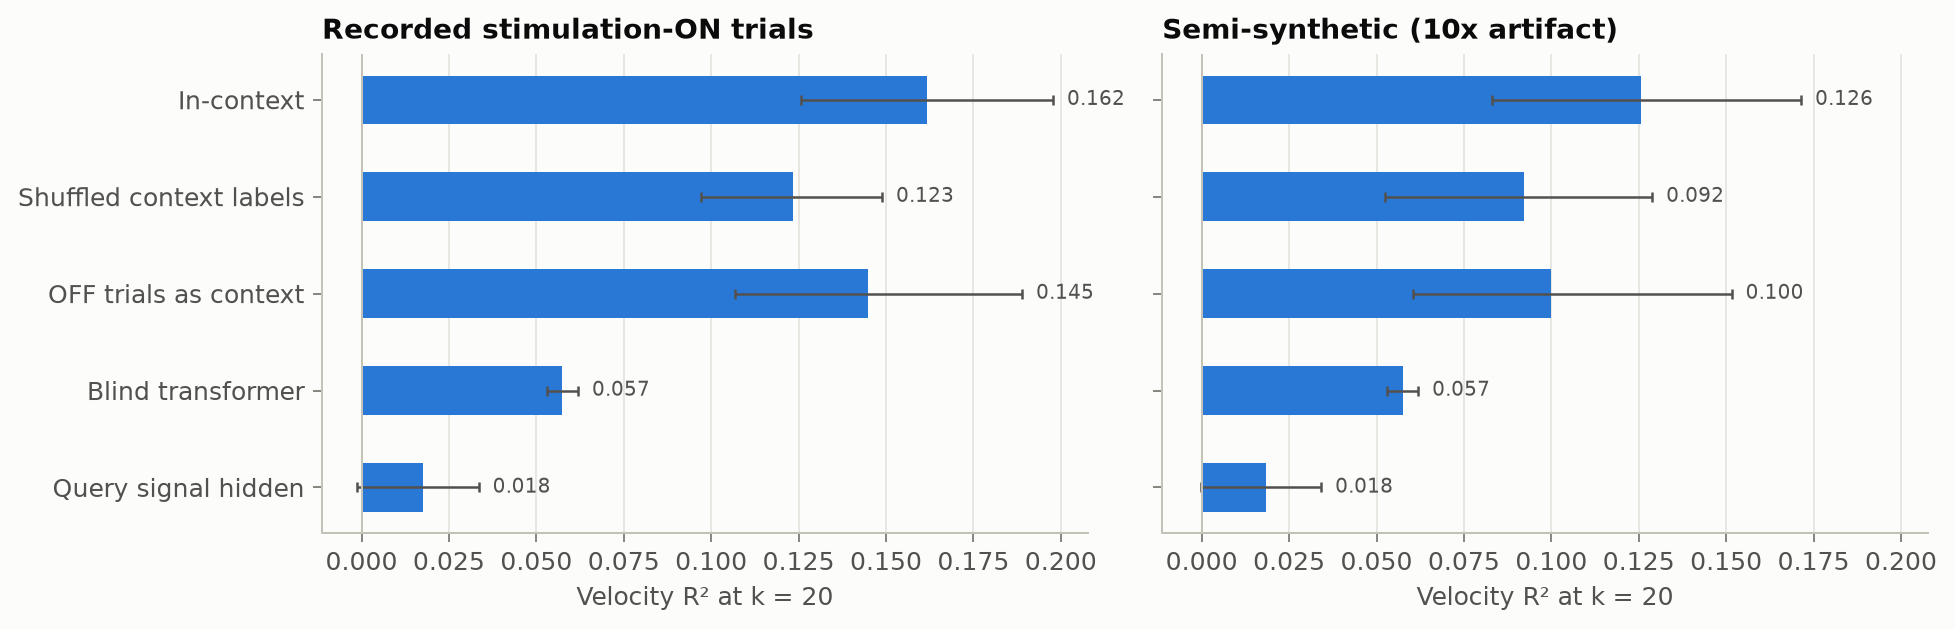 Recorded stimulation-ON trials
In-context
0.162
Shuffled context labels
0.123
OFF trials as context
0.145
Blind transformer
0.057
Query signal hidden
0.018
0.000 0.025 0.050 0.075 0.100 0.125 0.150 0.175 0.200
Velocity R² at k = 20
Semi-synthetic (10x artifact)
0.126
0.092
0.100
0.057
0.018
0.000 0.025 0.050 0.075 0.100 0.125 0.150 0.175 0.200
Velocity R² at k = 20